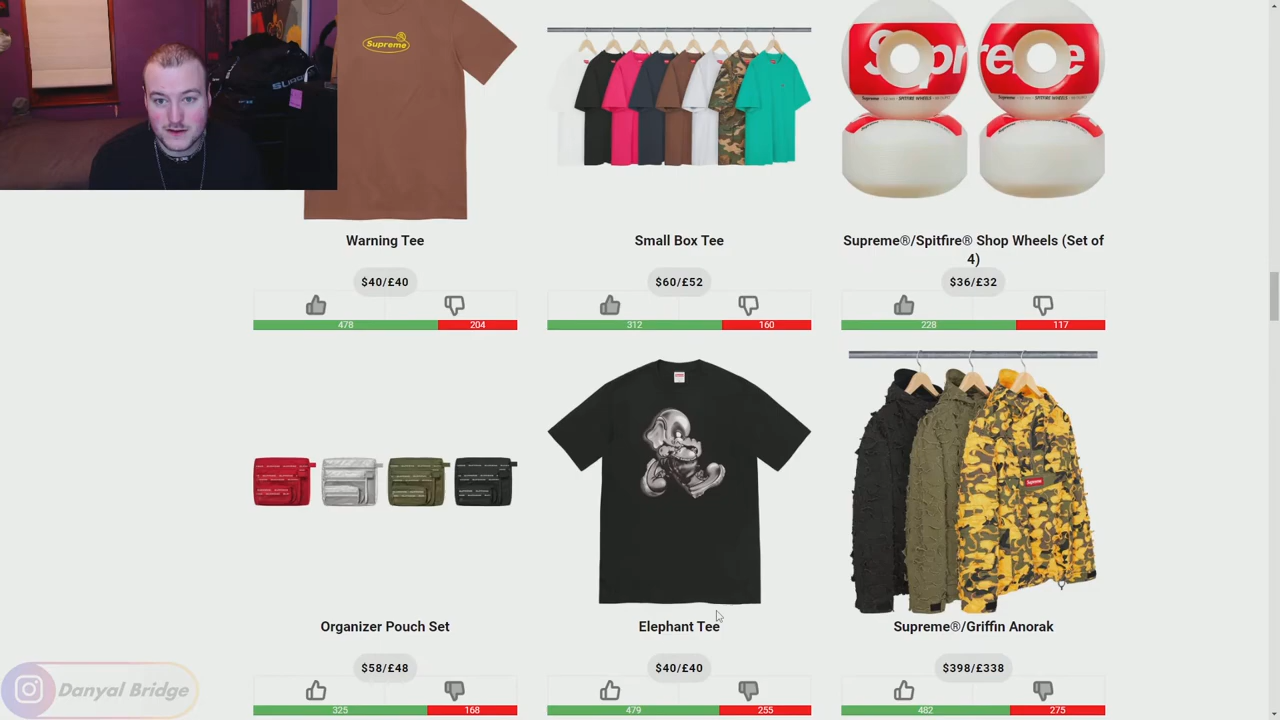 Supreme
Supreme
Warning Tee
Small Box Tee
Supreme®/Spitfire® Shop Wheels (Set of
4)
$40/£40
$60/£52
$36/£32
478
204
312
160
228
117
Supreme
Organizer Pouch Set
Elephant Tee
Supreme®/Griffin Anorak
$58/£48
$40/£40
$398/£338
325
168
479
255
482
275
Danyal Bridge